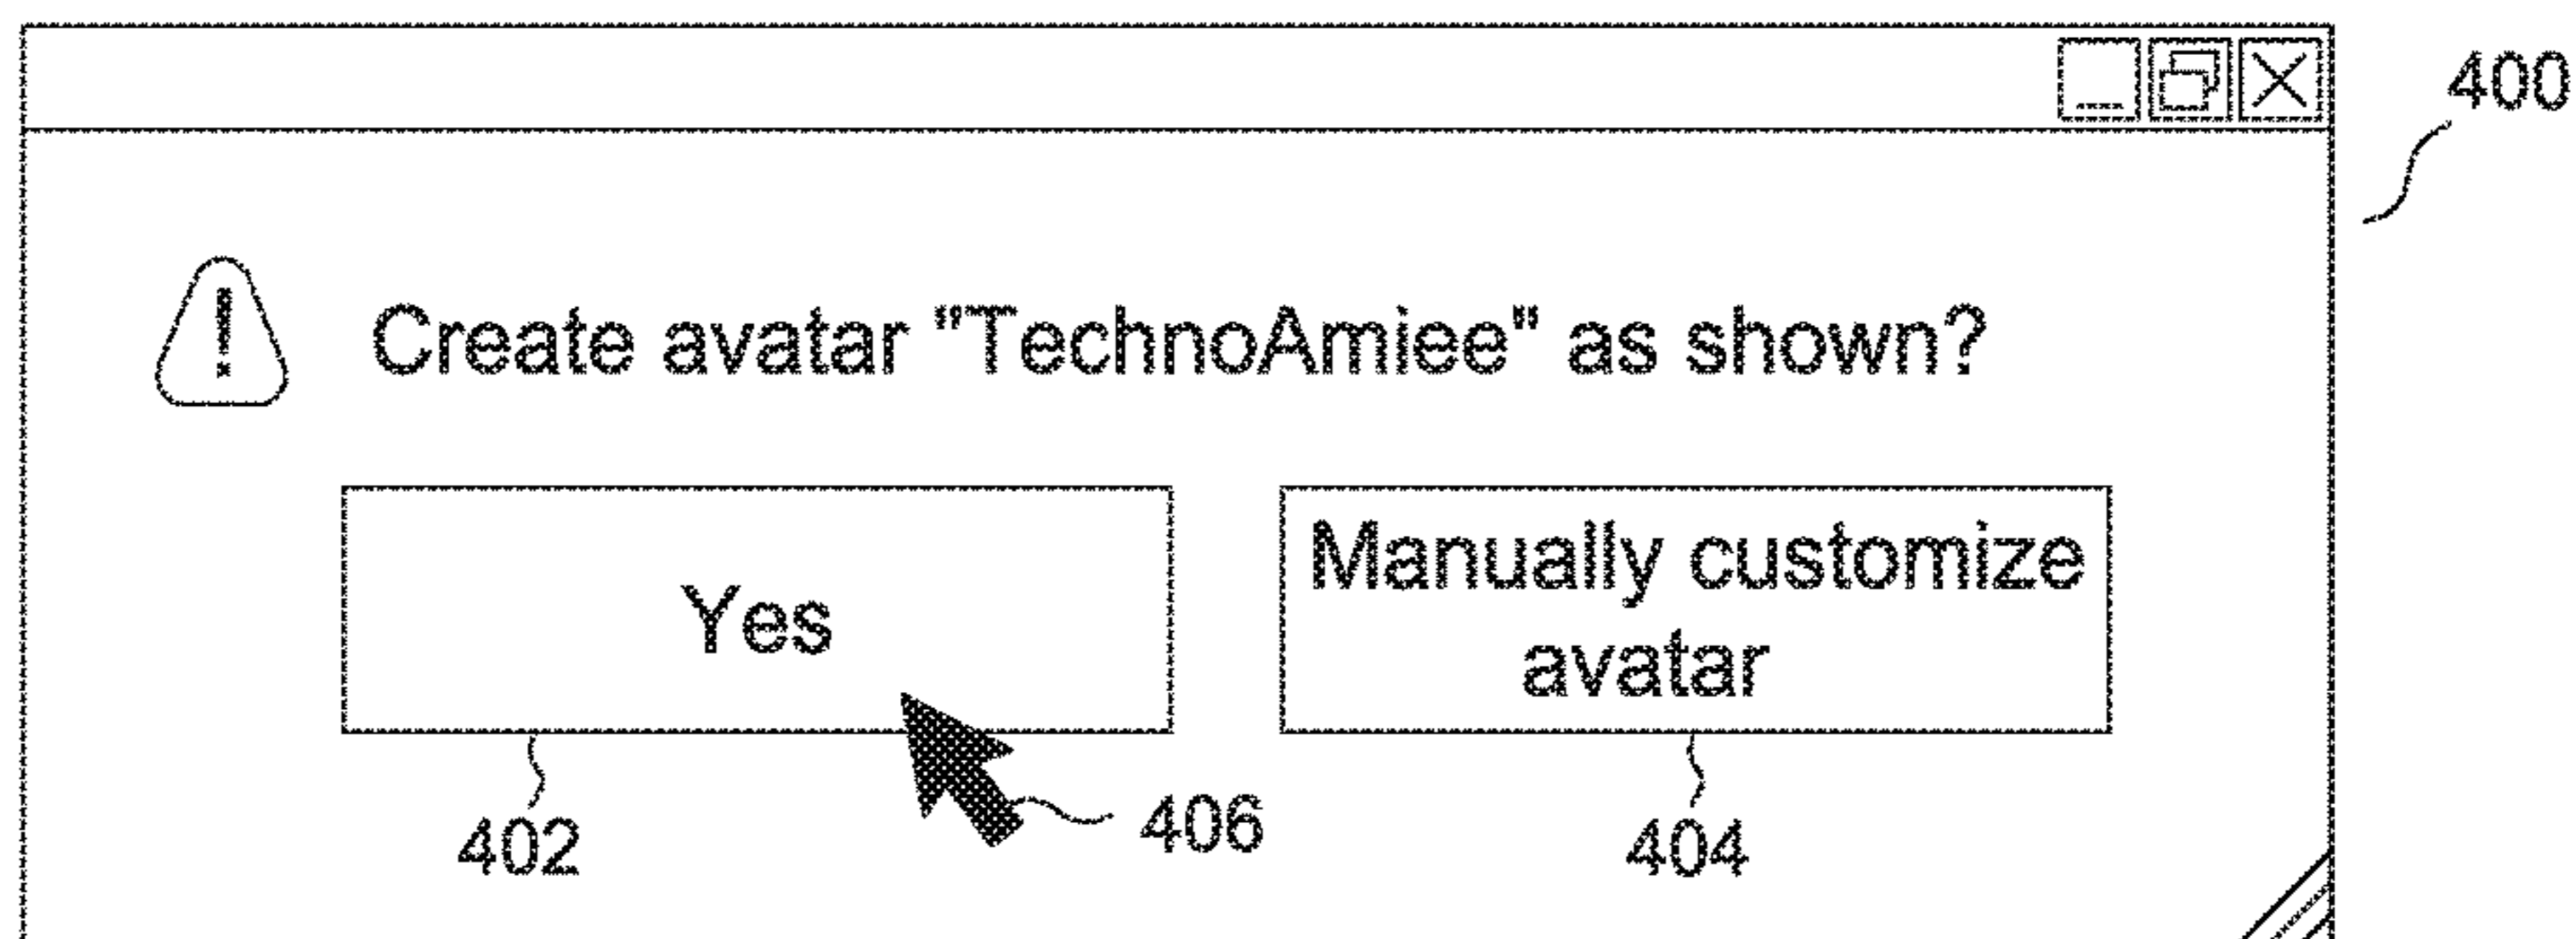 400
! Create avatar "TechnoAmiee" as shown?
Yes
Manually customize
avatar
402
406
404